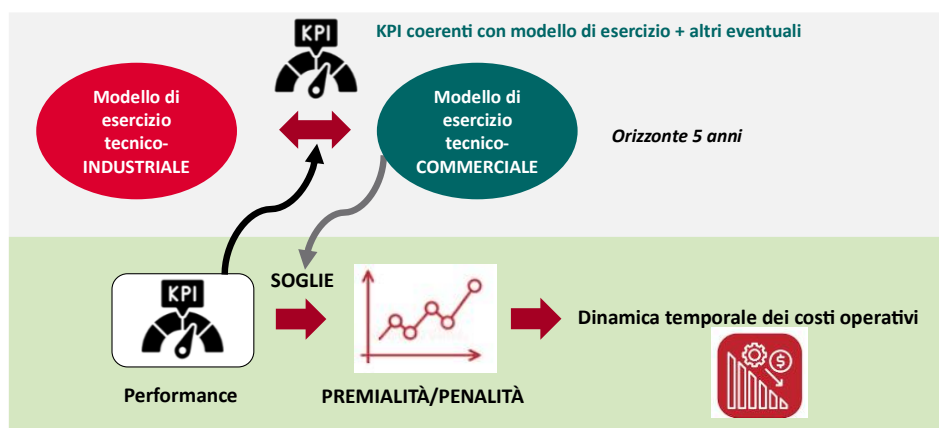 KPI
KPI coerenti con modello di esercizio + altri eventuali
Modello di
esercizio
tecnico-
INDUSTRIALE
Modello di
esercizio
tecnico-
COMMERCIALE
Orizzonte 5 anni
SOGLIE
KPI
Performance
PREMIALITÀ/PENALITÀ
Dinamica temporale dei costi operativi
$